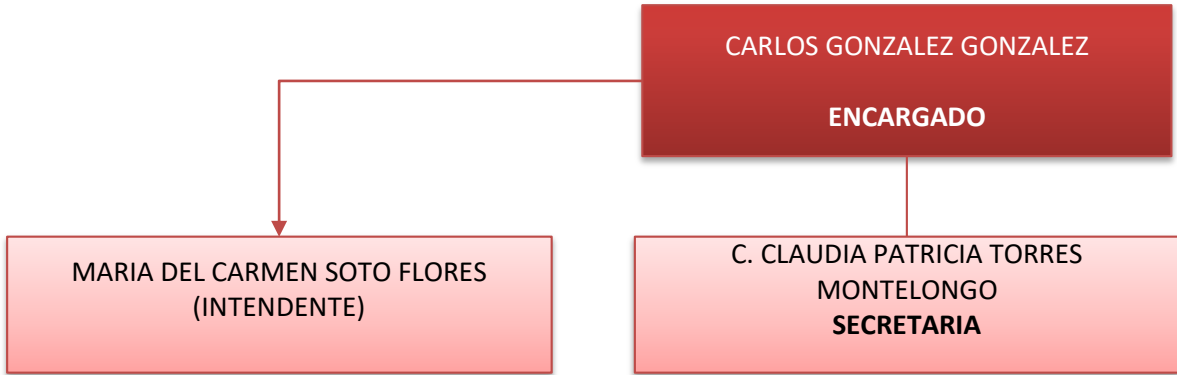 CARLOS GONZALEZ GONZALEZ
ENCARGADO
MARIA DEL CARMEN SOTO FLORES
(INTENDENTE)
C. CLAUDIA PATRICIA TORRES
MONTELONGO
SECRETARIA